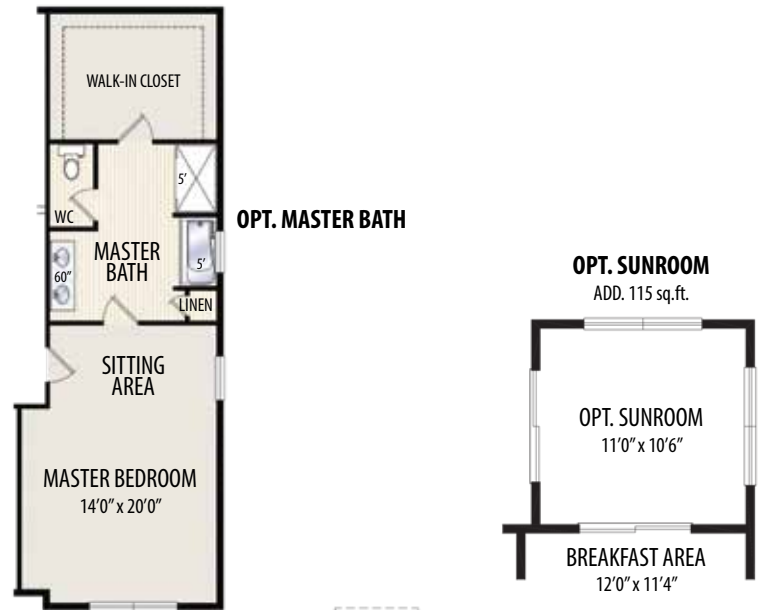 WALK-IN CLOSET
5'
WC
OPT. MASTER BATH
MASTER
BATH
60"
5'
LINEN
SITTING
AREA
MASTER BEDROOM
14'0" x 20'0"
OPT. SUNROOM
ADD. 115 sq.ft.
OPT. SUNROOM
11'0" x 10'6"
BREAKFAST AREA
12'0" x 11'4"